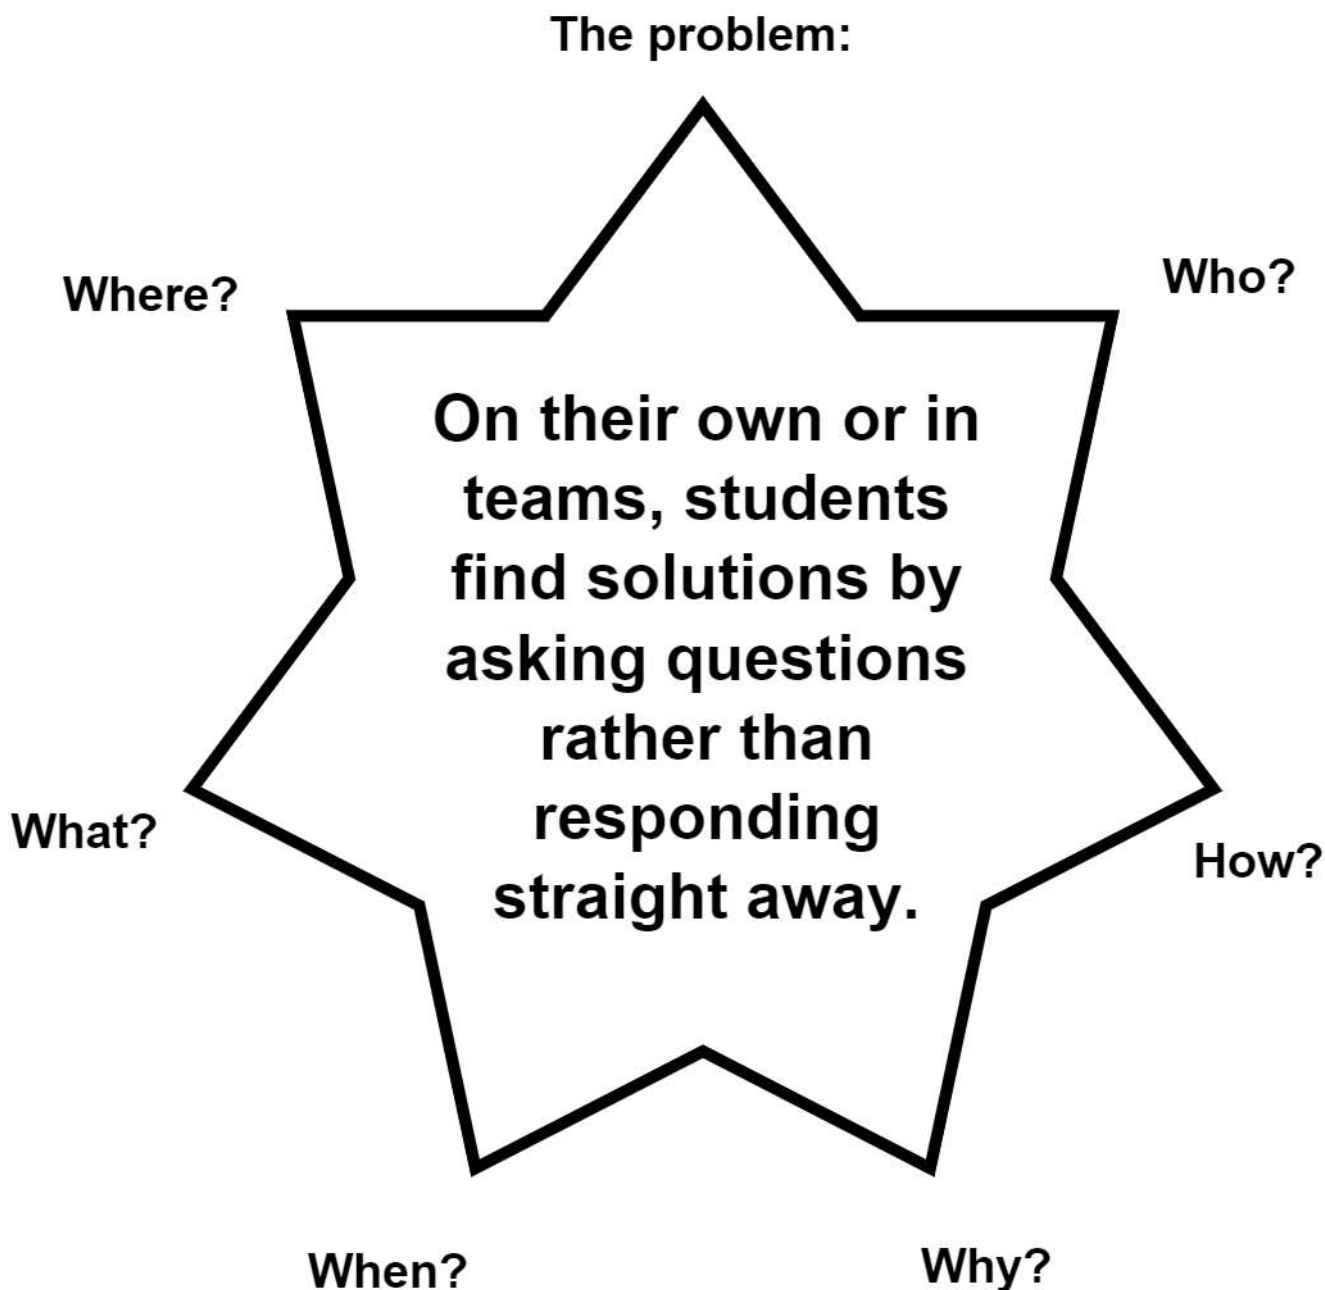 The problem:
Where?
Who?
On their own or in
teams, students
find solutions by
asking questions
rather than
responding
straight away.
What?
How?
When?
Why?